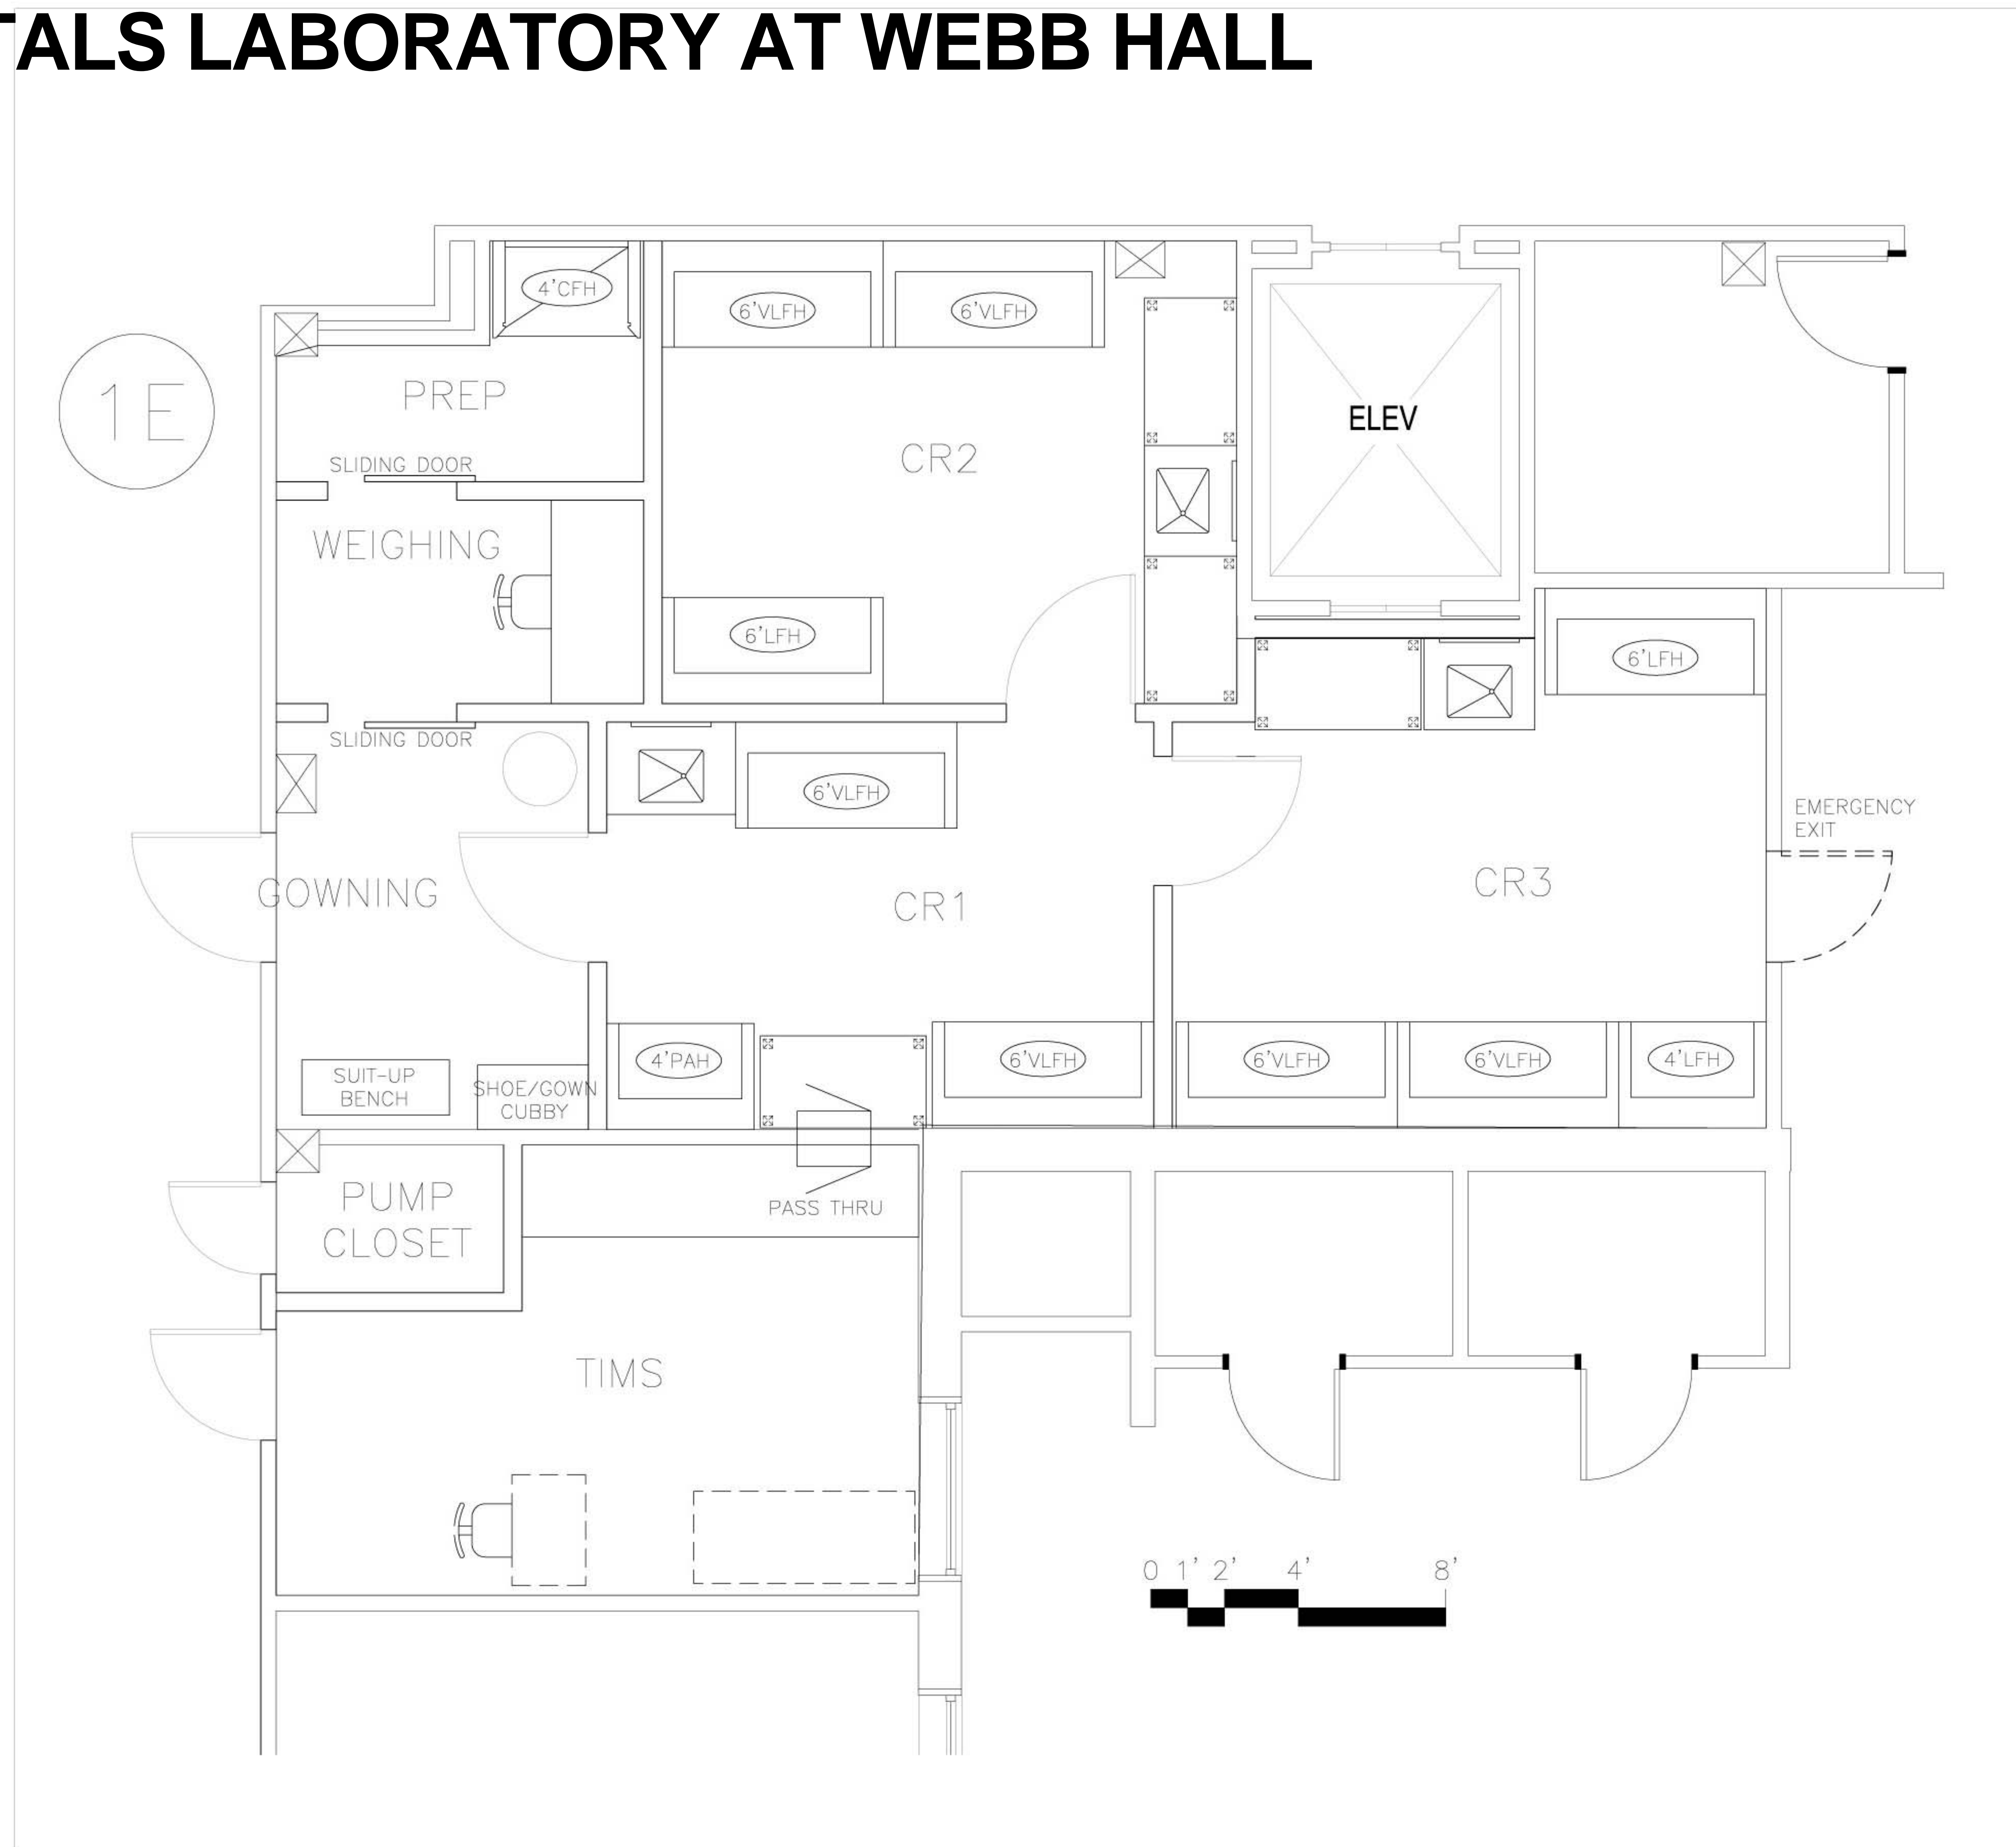 TALS LABORATORY AT WEBB HALL
4'CFH
6'VLFH
6'VLFH
1E
PREP
ELEV
SLIDING DOOR
CR2
WEIGHING
6'LFH
6'LFH
SLIDING DOOR
6'VLFH
EMERGENCY
EXIT
GOWNING
CR1
CR3
4'PAH
6'VLFH
6'VLFH
6'VLFH
4'LFH
SUIT-UP
BENCH
SHOE/GOWN
CUBBY
PUMP
CLOSET
PASS THRU
TIMS
0 1' 2' 4' 8'